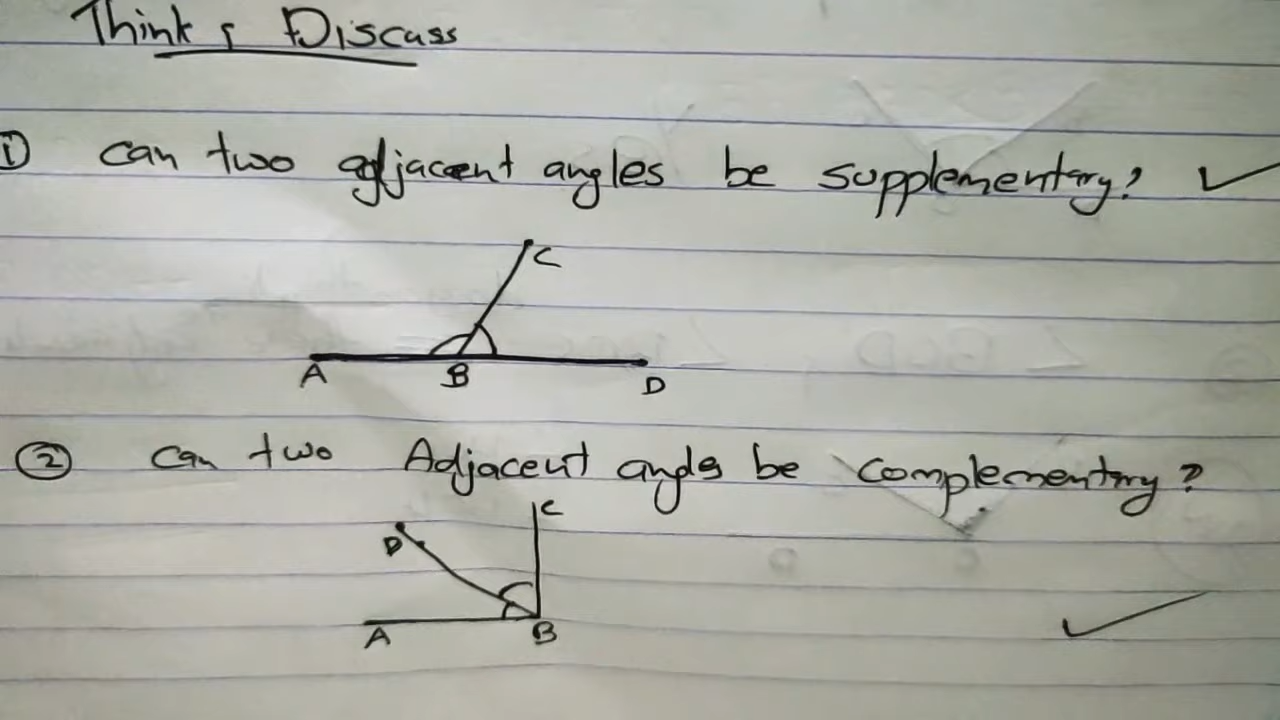 Think & Discuss
① can two adjacent angles be supplementary? ✓
C
A B D
② can two Adjacent angles be complementary?
C
D
A B
✓